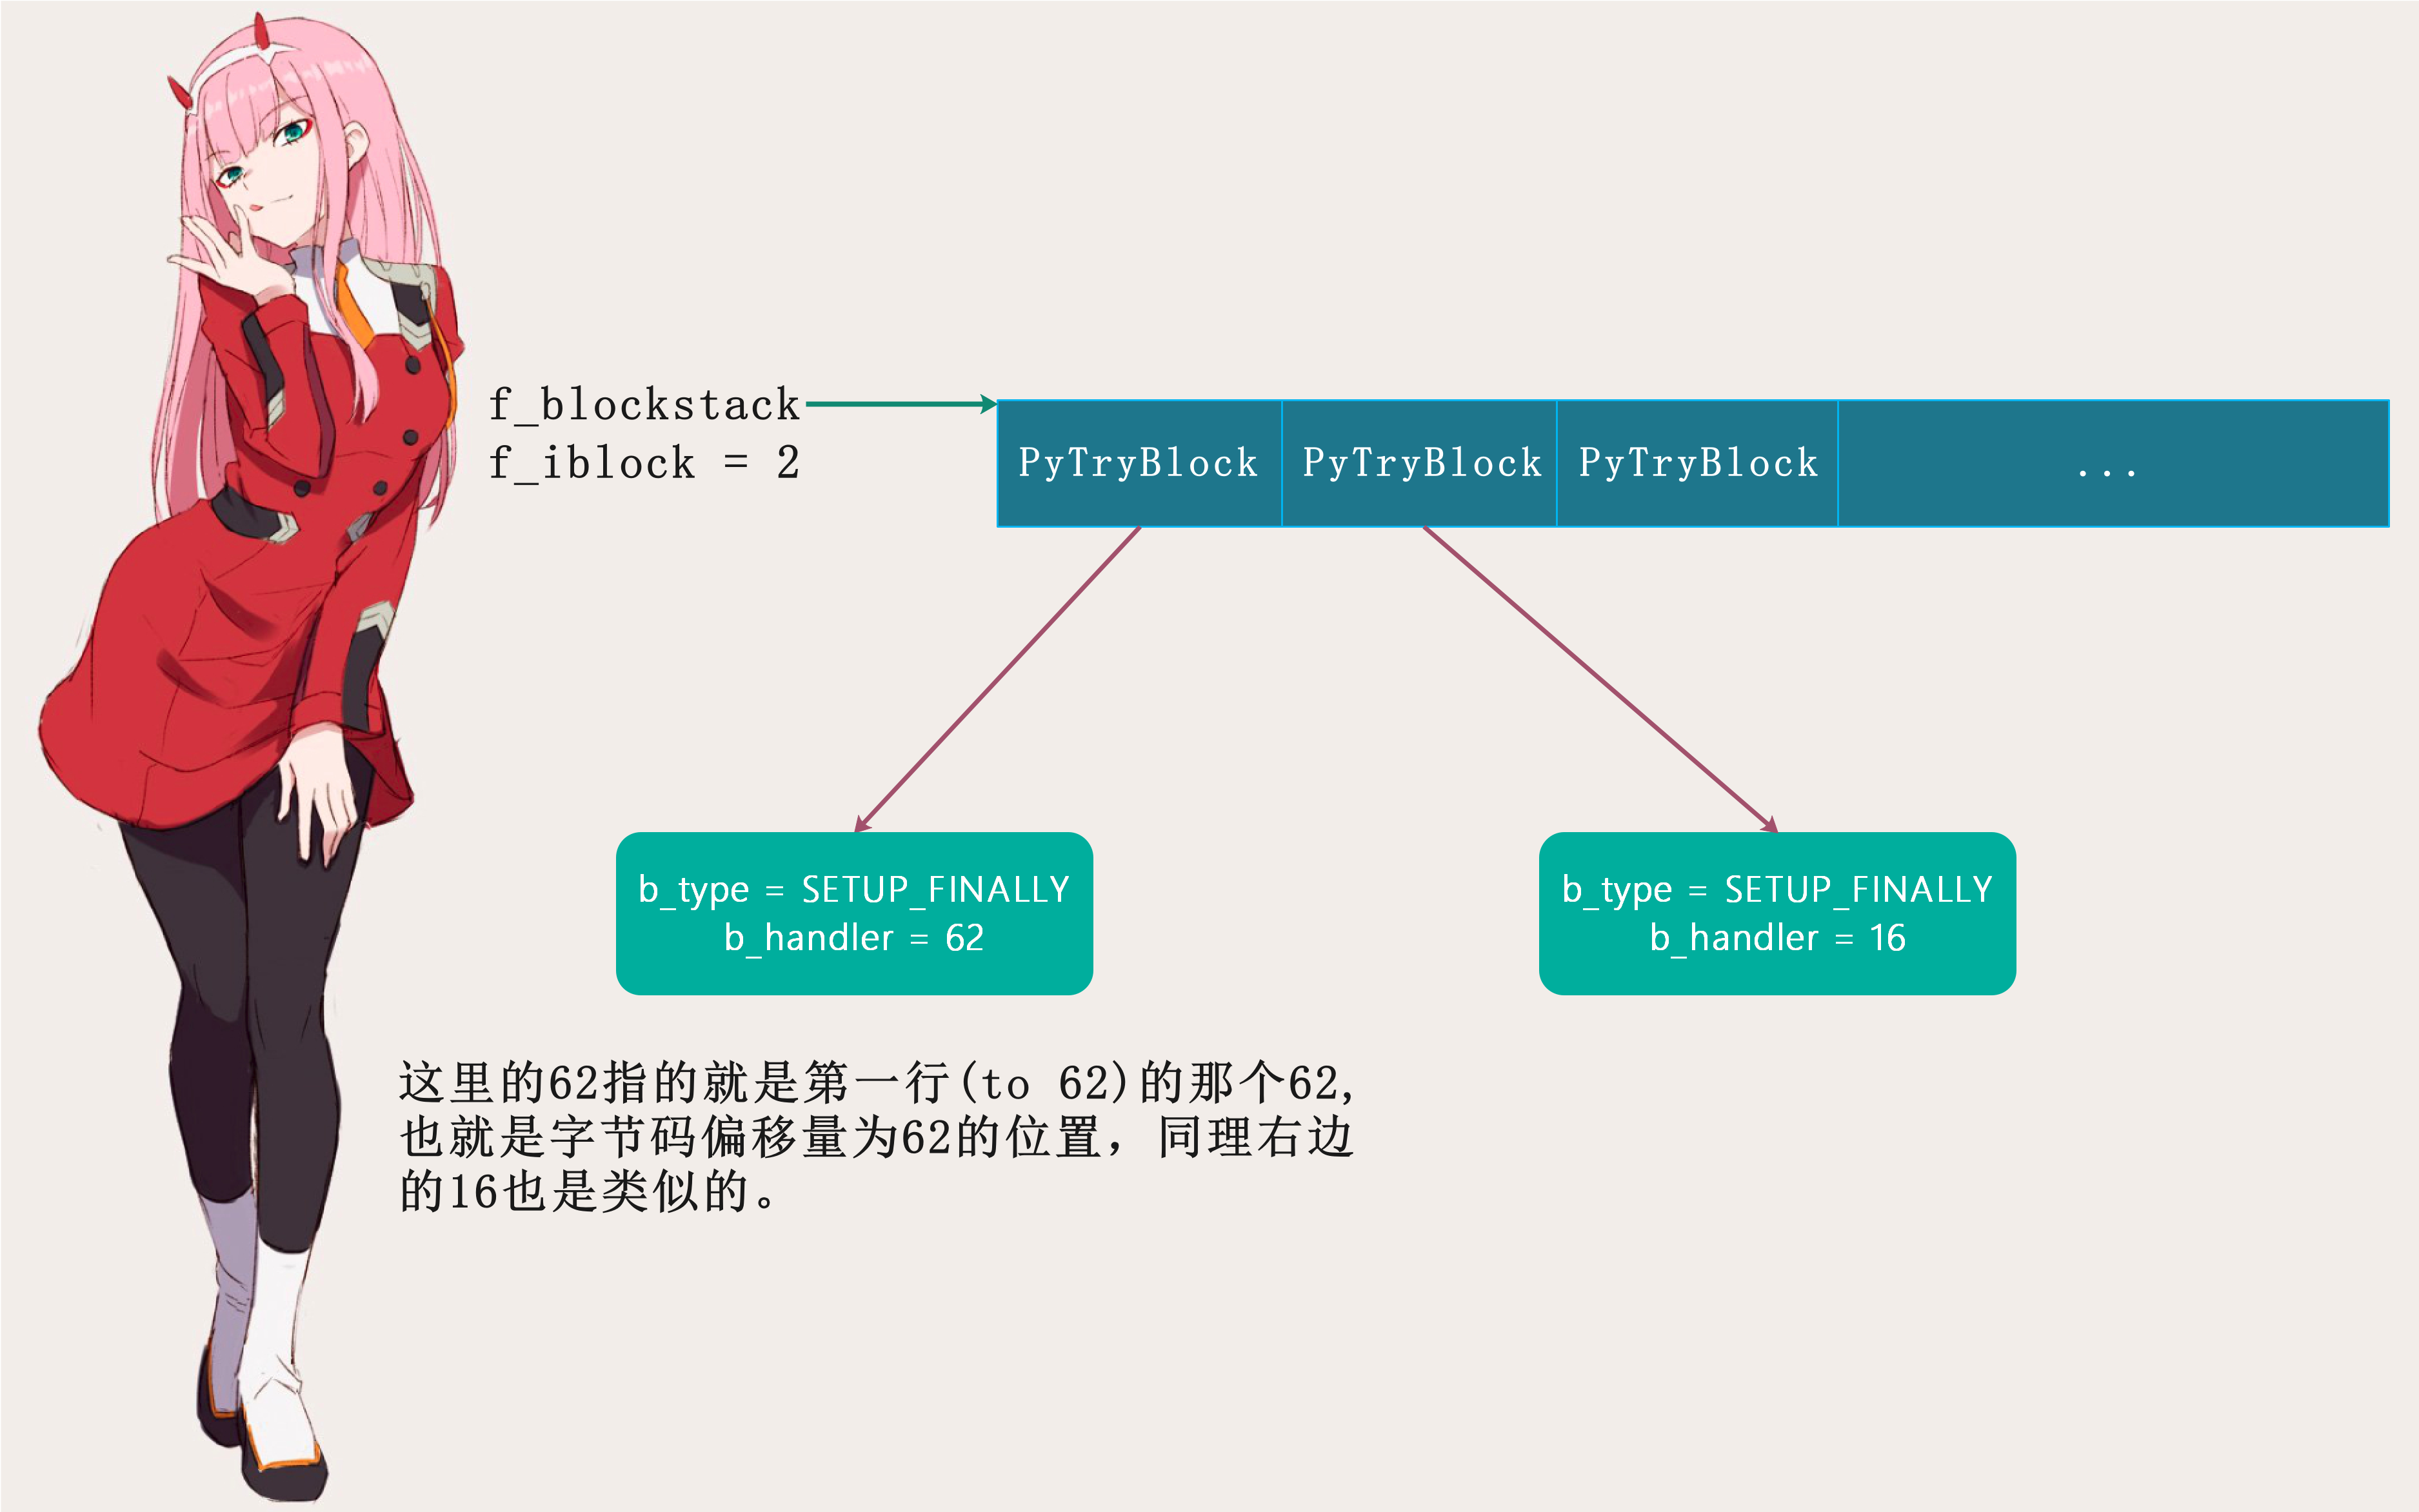 f_blockstack
f_iblock = 2
PyTryBlock
PyTryBlock
PyTryBlock
...
b_type = SETUP_FINALLY
b_handler = 62
b_type = SETUP_FINALLY
b_handler = 16
这里的62指的就是第一行(to 62)的那个62,
也就是字节码偏移量为62的位置，同理右边
的16也是类似的。